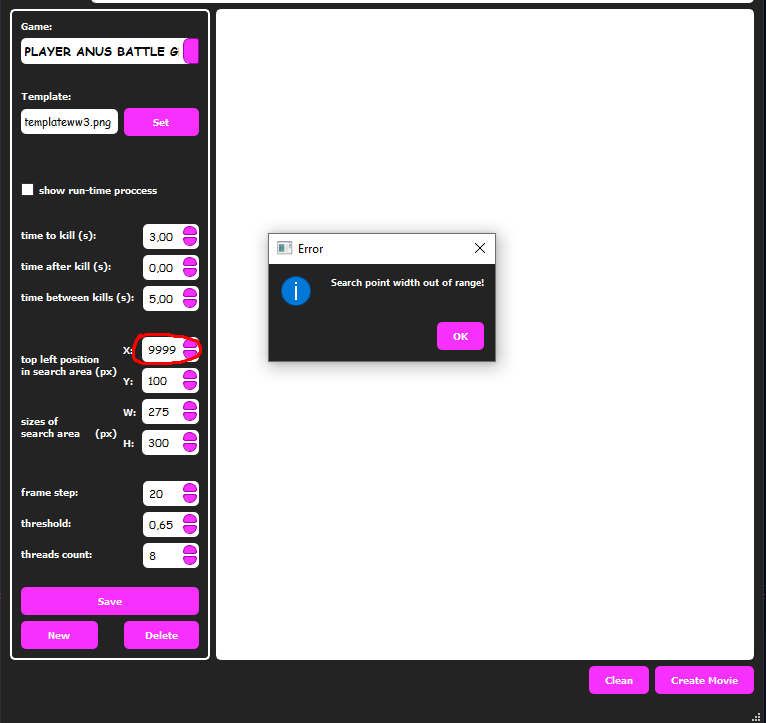 Game:
PLAYER ANUS BATTLE G
Template:
templateww3.png
Set
show run-time proccess
time to kill (s):
3,00
time after kill (s):
0,00
time between kills (s):
5,00
top left position
in search area (px)
X:
9999
Y:
100
sizes of
search area (px)
W:
275
H:
300
frame step:
20
threshold:
0,65
threads count:
8
Save
New
Delete
Error
Search point width out of range!
OK
Clean
Create Movie